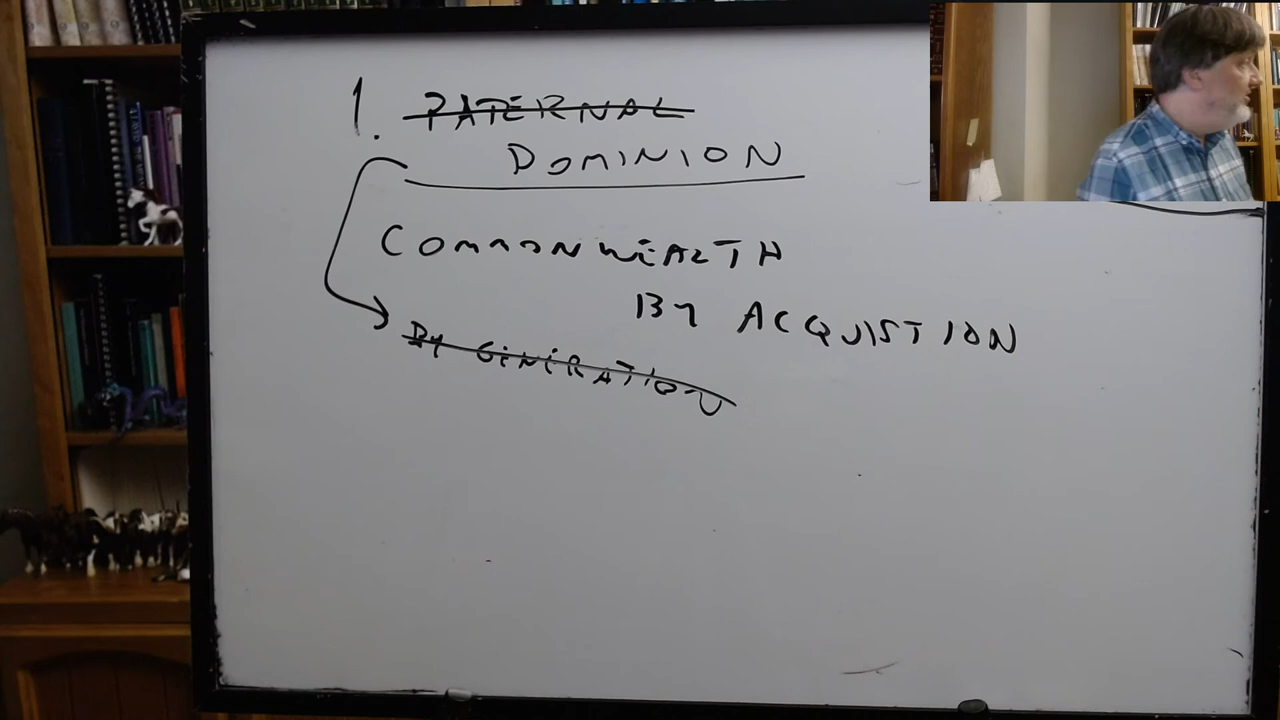 1. PATERNAL
DOMINION
COMMONWEALTH
BY ACQUISTION
BY GENERATION